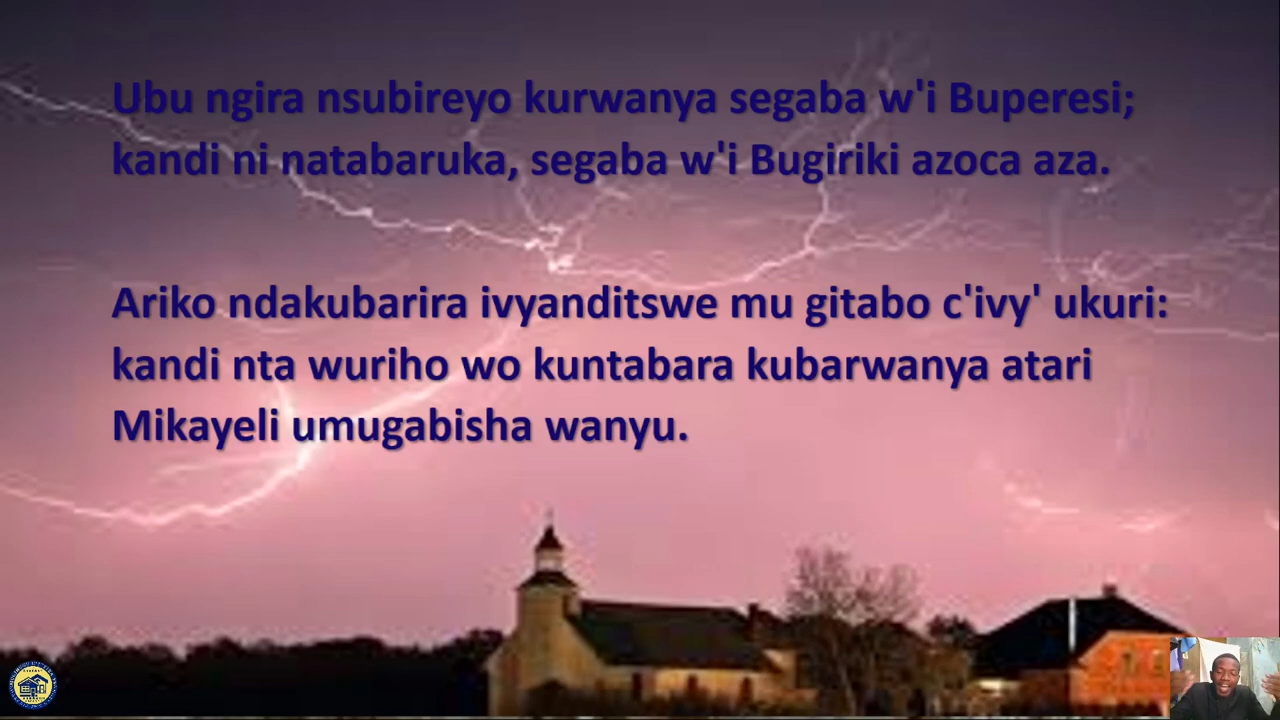 Ubu ngira nsubireyo kurwanya segaba w'i Buperesi;
kandi ni natabaruka, segaba w'i Bugiriki azoca aza.
Ariko ndakubarira ivyanditswe mu gitabo c'ivy' ukuri:
kandi nta wuriho wo kuntabara kubarwanya atari
Mikayeli umugabisha wanyu.